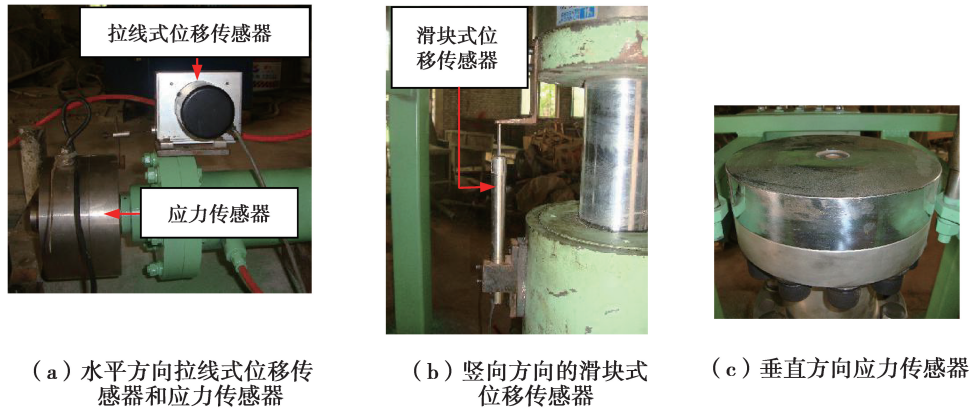 拉线式位移传感器
应力传感器
滑块式位
移传感器
（a）水平方向拉线式位移传
感器和应力传感器
（b）竖向方向的滑块式
位移传感器
（c）垂直方向应力传感器